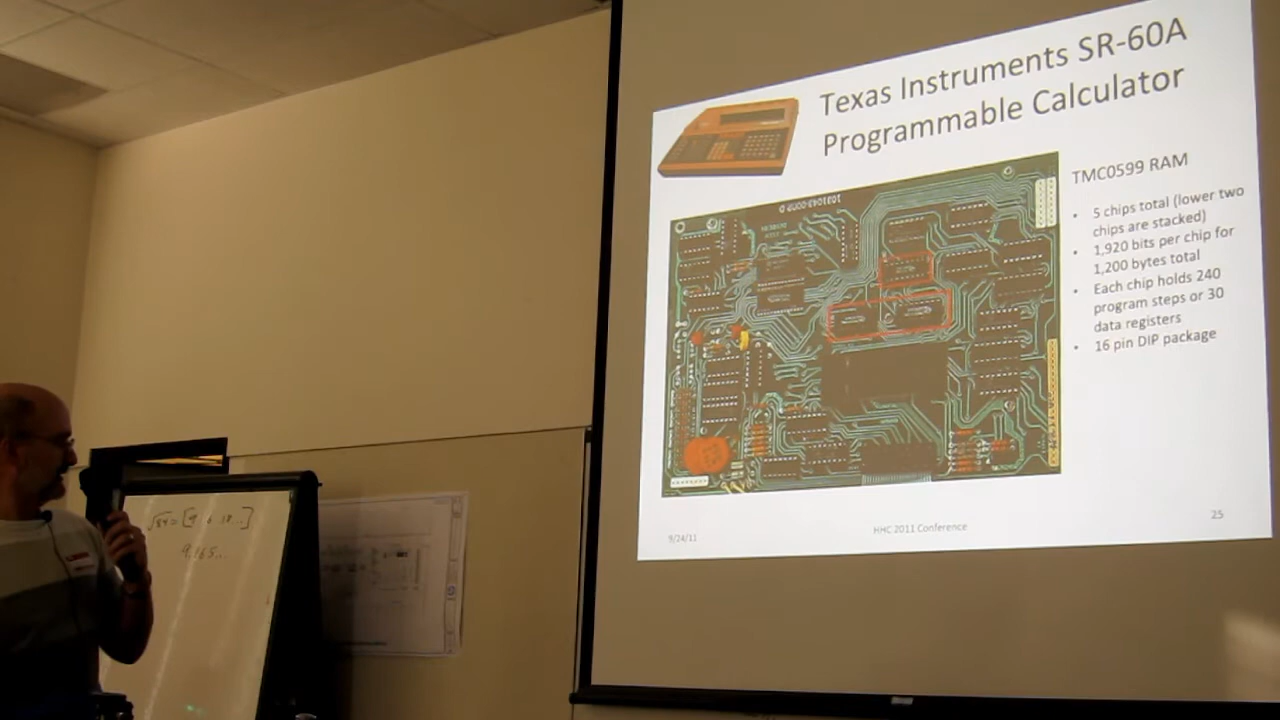 Texas Instruments SR-60A
Programmable Calculator
TMC0599 RAM
• 5 chips total (lower two
chips are stacked)
• 1,920 bits per chip for
1,200 bytes total
• Each chip holds 240
program steps or 30
data registers
• 16 pin DIP package
9/24/11
HHC 2011 Conference
25
9.165...